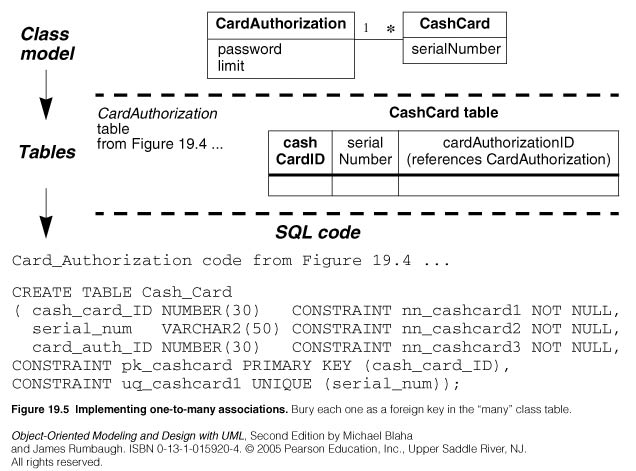 Class
model
CardAuthorization
password
limit
1
*
CashCard
serialNumber
Tables
CardAuthorization
table
from Figure 19.4 ...
CashCard table
cash
CardID
serial
Number
cardAuthorizationID
(references CardAuthorization)
SQL code
Card_Authorization code from Figure 19.4 ...
CREATE TABLE Cash_Card
( cash_card_ID NUMBER(30) CONSTRAINT nn_cashcard1 NOT NULL,
serial_num VARCHAR2(50) CONSTRAINT nn_cashcard2 NOT NULL,
card_auth_ID NUMBER(30) CONSTRAINT nn_cashcard3 NOT NULL,
CONSTRAINT pk_cashcard PRIMARY KEY (cash_card_ID),
CONSTRAINT uq_cashcard1 UNIQUE (serial_num));
Figure 19.5 Implementing one-to-many associations. Bury each one as a foreign key in the “many” class table.
Object-Oriented Modeling and Design with UML, Second Edition by Michael Blaha
and James Rumbaugh. ISBN 0-13-1-015920-4. © 2005 Pearson Education, Inc., Upper Saddle River, NJ.
All rights reserved.